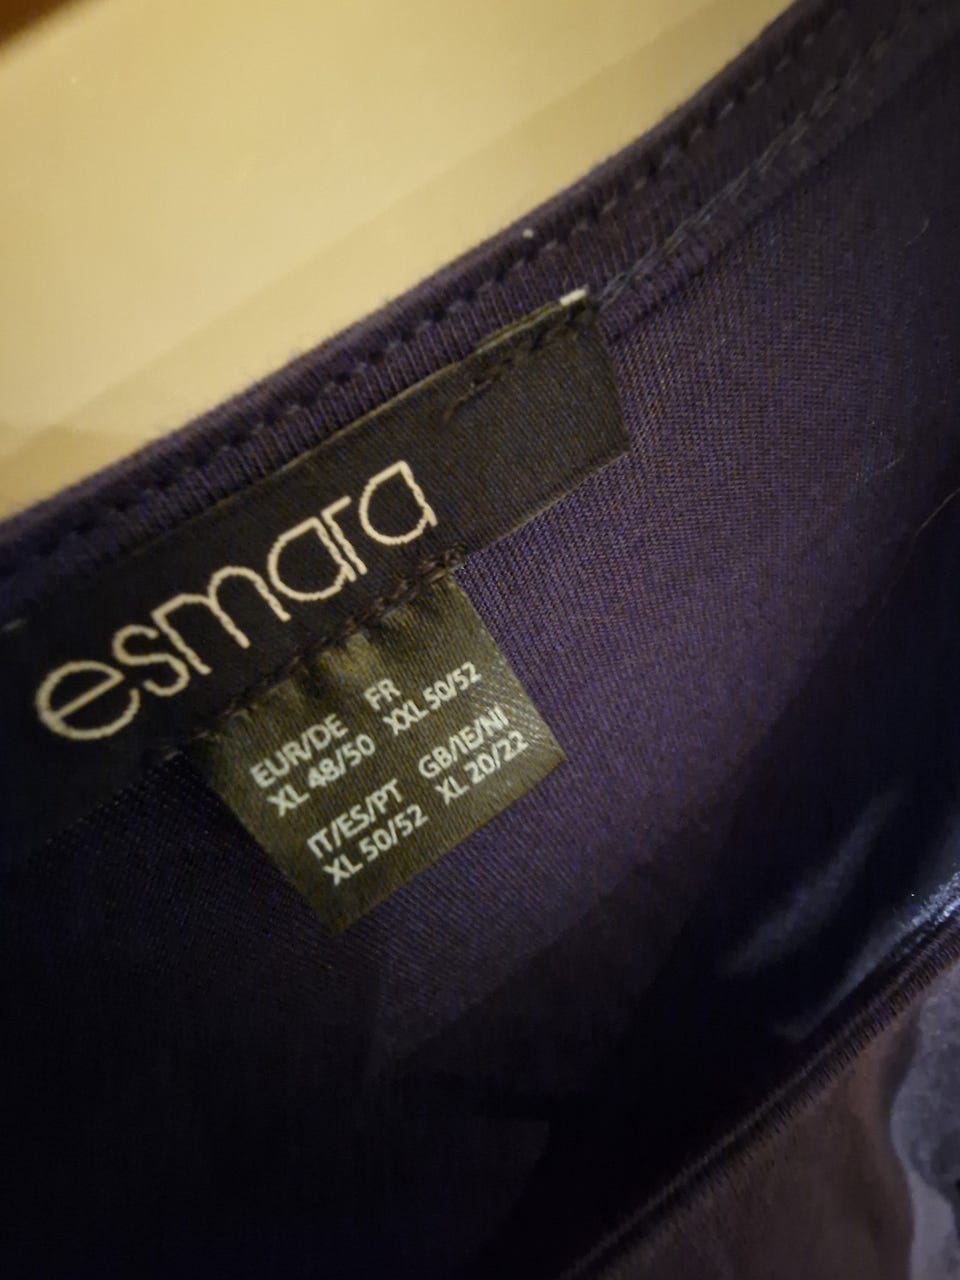 esmara
EUR/DE FR
XL 48/50 XXL 50/52
IT/ES/PT GB/IE/NI
XL 50/52 XL 20/22